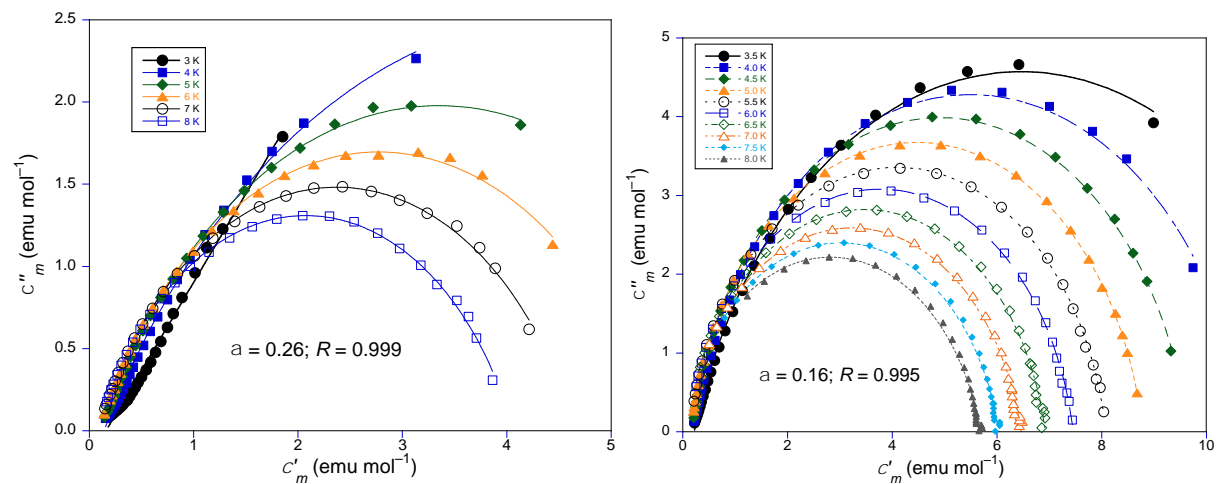 2.5
2.0
1.5
1.0
0.5
0.0
C″m (emu mol⁻¹)
3 K
4 K
5 K
6 K
7 K
8 K
a = 0.26; R = 0.999
0 1 2 3 4 5
C′m (emu mol⁻¹)
5
4
3
2
1
0
C″m (emu mol⁻¹)
3.5 K
4.0 K
4.5 K
5.0 K
5.5 K
6.0 K
6.5 K
7.0 K
7.5 K
8.0 K
a = 0.16; R = 0.995
0 2 4 6 8 10
C′m (emu mol⁻¹)